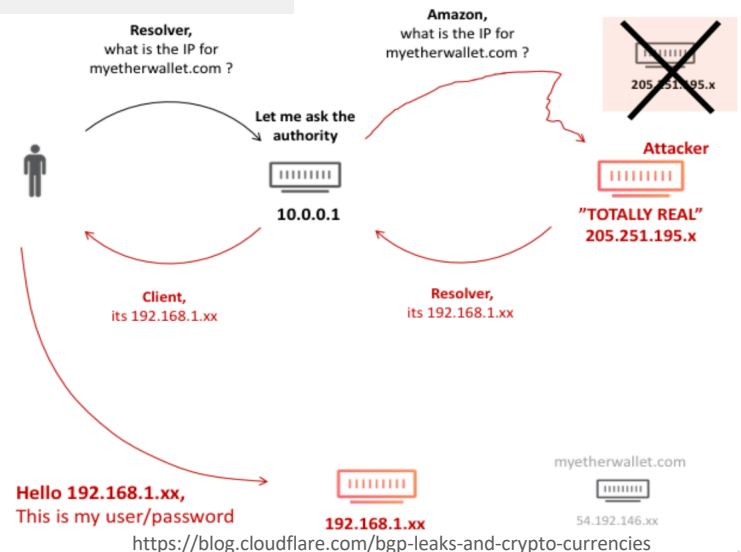 Resolver,
what is the IP for
myetherwallet.com ?
Amazon,
what is the IP for
myetherwallet.com ?
205.251.195.x
Let me ask the
authority
10.0.0.1
Attacker
"TOTALLY REAL"
205.251.195.x
Client,
its 192.168.1.xx
Resolver,
its 192.168.1.xx
Hello 192.168.1.xx,
This is my user/password
192.168.1.xx
myetherwallet.com
54.192.146.xx
https://blog.cloudflare.com/bgp-leaks-and-crypto-currencies